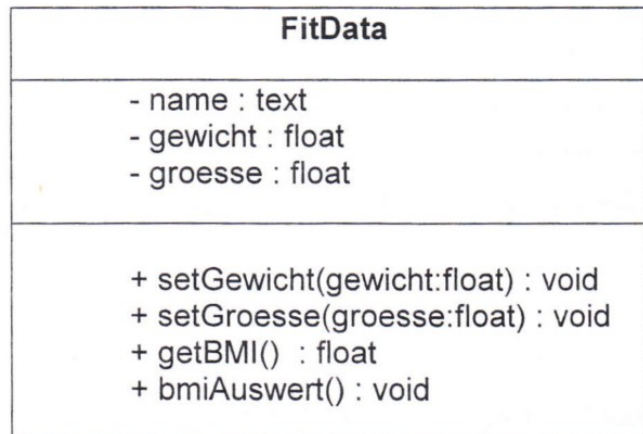 FitData
- name : text
- gewicht : float
- groesse : float
+ setGewicht(gewicht:float) : void
+ setGroesse(groesse:float) : void
+ getBMI() : float
+ bmiAuswert() : void